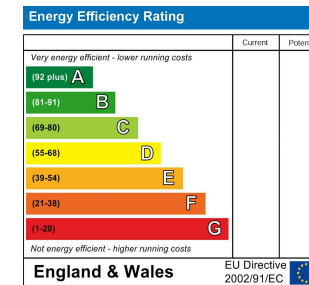 Energy Efficiency Rating
Current Poten
Very energy efficient - lower running costs
(92 plus) A
(81-91) B
(69-80) C
(55-68) D
(39-54) E
(21-38) F
(1-20) G
Not energy efficient - higher running costs
England & Wales
EU Directive
2002/91/EC